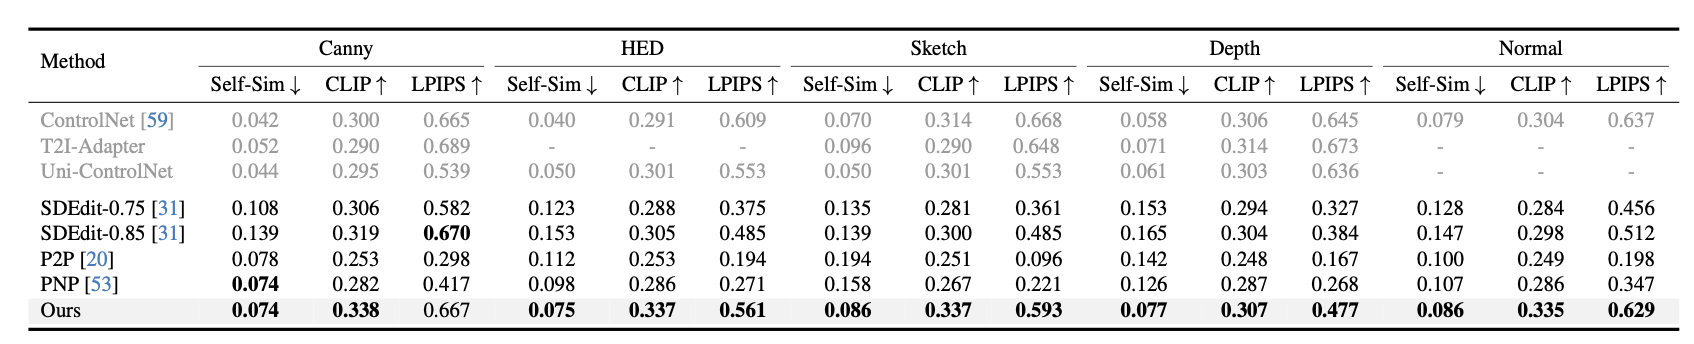 Method Canny HED Sketch Depth Normal
Self-Sim ↓ CLIP ↑ LPIPS ↑ Self-Sim ↓ CLIP ↑ LPIPS ↑ Self-Sim ↓ CLIP ↑ LPIPS ↑ Self-Sim ↓ CLIP ↑ LPIPS ↑ Self-Sim ↓ CLIP ↑ LPIPS ↑
ControlNet [59] 0.042 0.300 0.665 0.040 0.291 0.609 0.070 0.314 0.668 0.058 0.306 0.645 0.079 0.304 0.637
T2I-Adapter 0.052 0.290 0.689 - - - 0.096 0.290 0.648 0.071 0.314 0.673 - - -
Uni-ControlNet 0.044 0.295 0.539 0.050 0.301 0.553 0.050 0.301 0.553 0.061 0.303 0.636 - - -
SDEdit-0.75 [31] 0.108 0.306 0.582 0.123 0.288 0.375 0.135 0.281 0.361 0.153 0.294 0.327 0.128 0.284 0.456
SDEdit-0.85 [31] 0.139 0.319 0.670 0.153 0.305 0.485 0.139 0.300 0.485 0.165 0.304 0.384 0.147 0.298 0.512
P2P [20] 0.078 0.253 0.298 0.112 0.253 0.194 0.194 0.251 0.096 0.142 0.248 0.167 0.100 0.249 0.198
PNP [53] 0.074 0.282 0.417 0.098 0.286 0.271 0.158 0.267 0.221 0.126 0.287 0.268 0.107 0.286 0.347
Ours 0.074 0.338 0.667 0.075 0.337 0.561 0.086 0.337 0.593 0.077 0.307 0.477 0.086 0.335 0.629